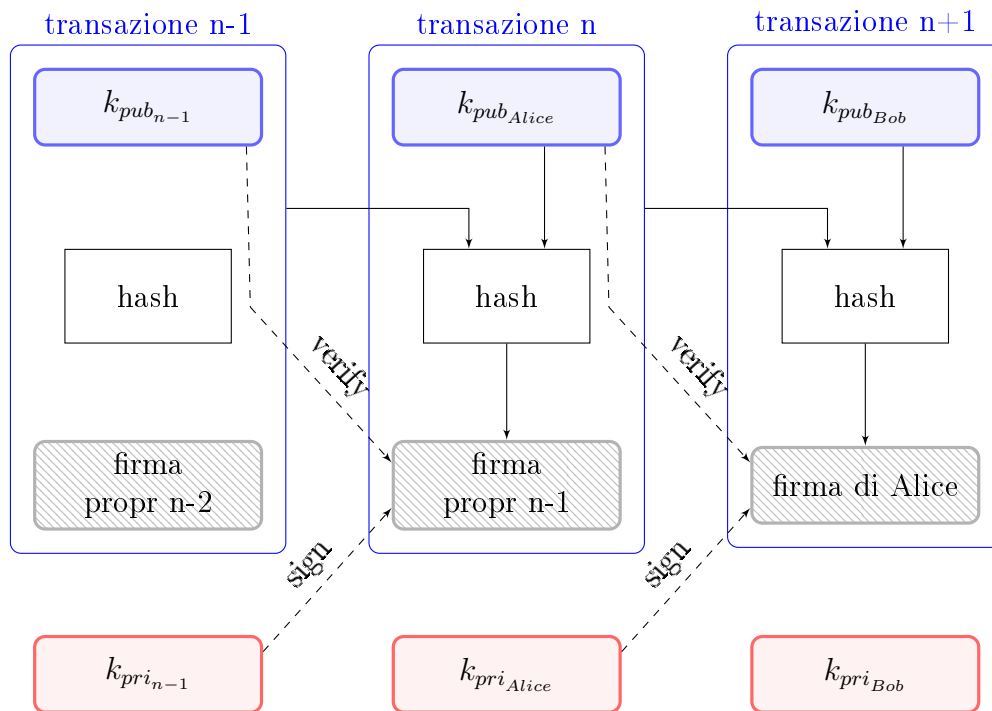 transazione n-1 transazione n transazione n+1
k_{pub_{n-1}} k_{pub_{Alice}} k_{pub_{Bob}}
hash hash hash
verify verify
firma firma
propr n-2 propr n-1 firma di Alice
sign sign
k_{pri_{n-1}} k_{pri_{Alice}} k_{pri_{Bob}}